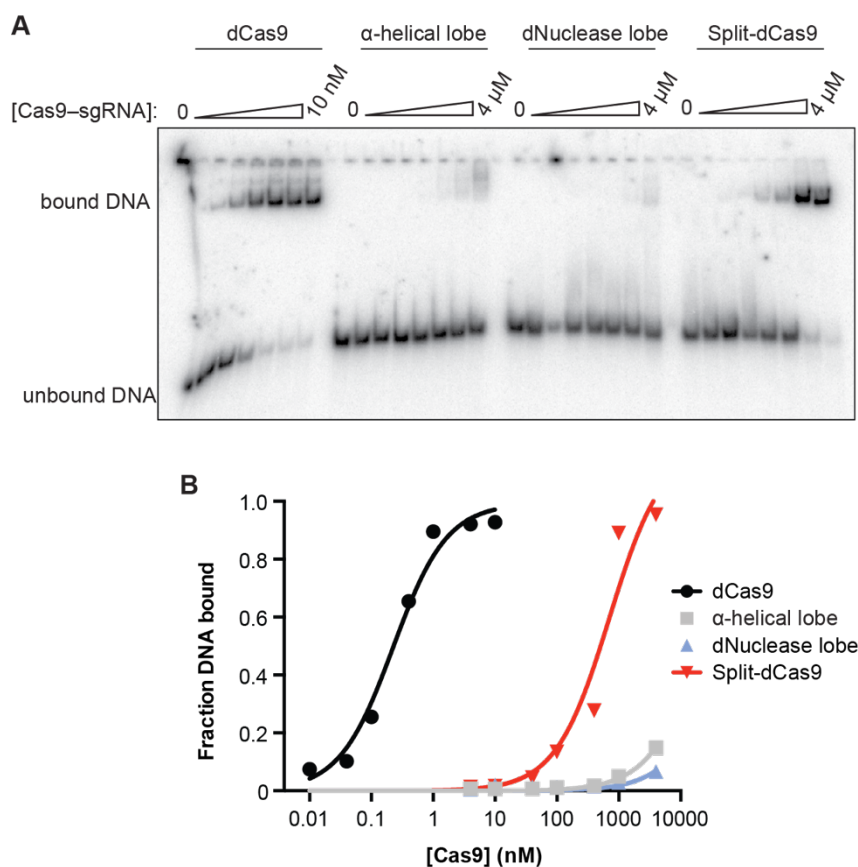 A
dCas9 α-helical lobe dNuclease lobe Split-dCas9
[Cas9–sgRNA]: 0 10 nM 0 4 μM 0 4 μM 0 4 μM
bound DNA
unbound DNA
B
Fraction DNA bound
1.0
0.8
0.6
0.4
0.2
0
0.01 0.1 1 10 100 1000 10000
[Cas9] (nM)
dCas9
α-helical lobe
dNuclease lobe
Split-dCas9